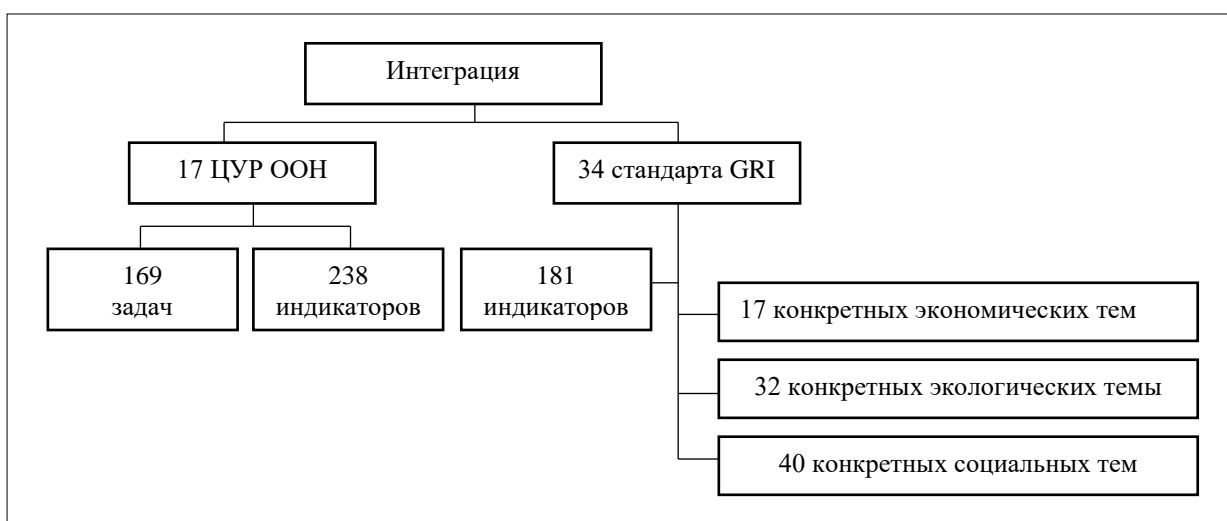 Интеграция
17 ЦУР ООН
34 стандарта GRI
169
задач
238
индикаторов
181
индикаторов
17 конкретных экономических тем
32 конкретных экологических темы
40 конкретных социальных тем